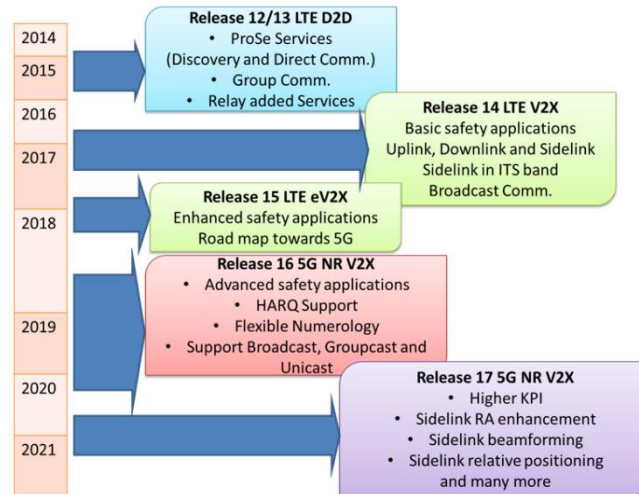 2014
2015
2016
2017
2018
2019
2020
2021
Release 12/13 LTE D2D
• ProSe Services
(Discovery and Direct Comm.)
• Group Comm.
• Relay added Services
Release 14 LTE V2X
Basic safety applications
Uplink, Downlink and Sidelink
Sidelink in ITS band
Broadcast Comm.
Release 15 LTE eV2X
Enhanced safety applications
Road map towards 5G
Release 16 5G NR V2X
• Advanced safety applications
• HARQ Support
• Flexible Numerology
• Support Broadcast, Groupcast and
Unicast
Release 17 5G NR V2X
• Higher KPI
• Sidelink RA enhancement
• Sidelink beamforming
• Sidelink relative positioning
and many more